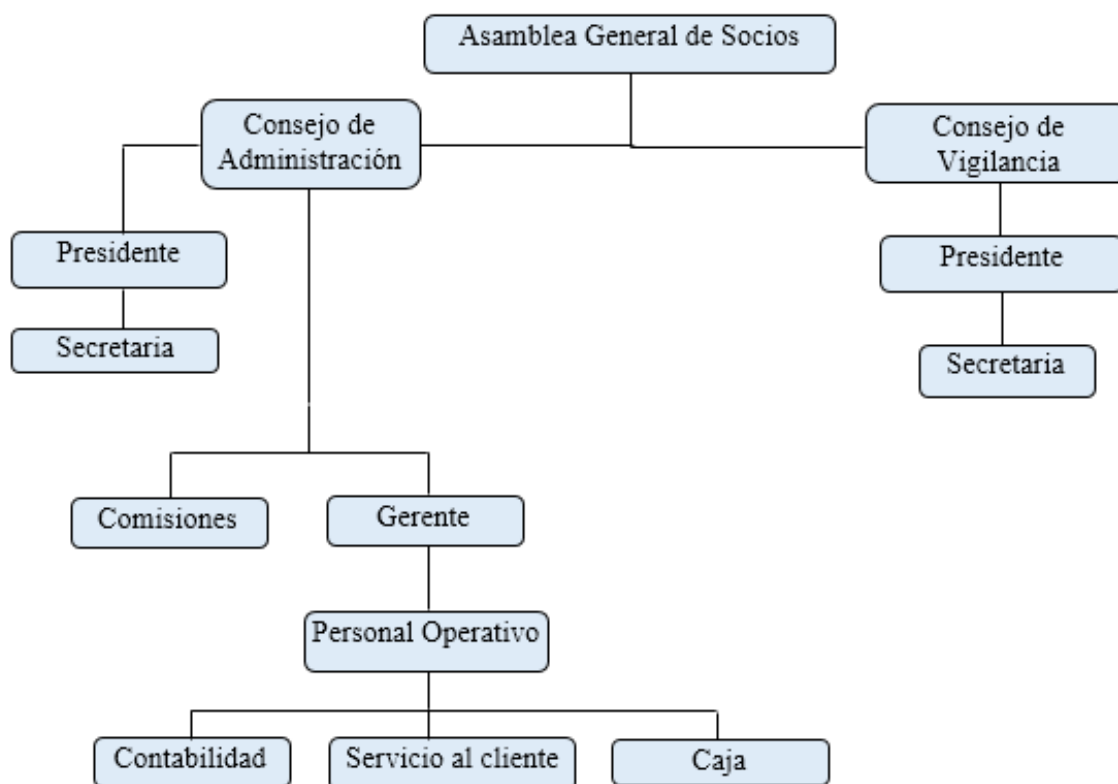 Asamblea General de Socios
Consejo de
Administración
Consejo de
Vigilancia
Presidente
Presidente
Secretaria
Secretaria
Comisiones
Gerente
Personal Operativo
Contabilidad
Servicio al cliente
Caja